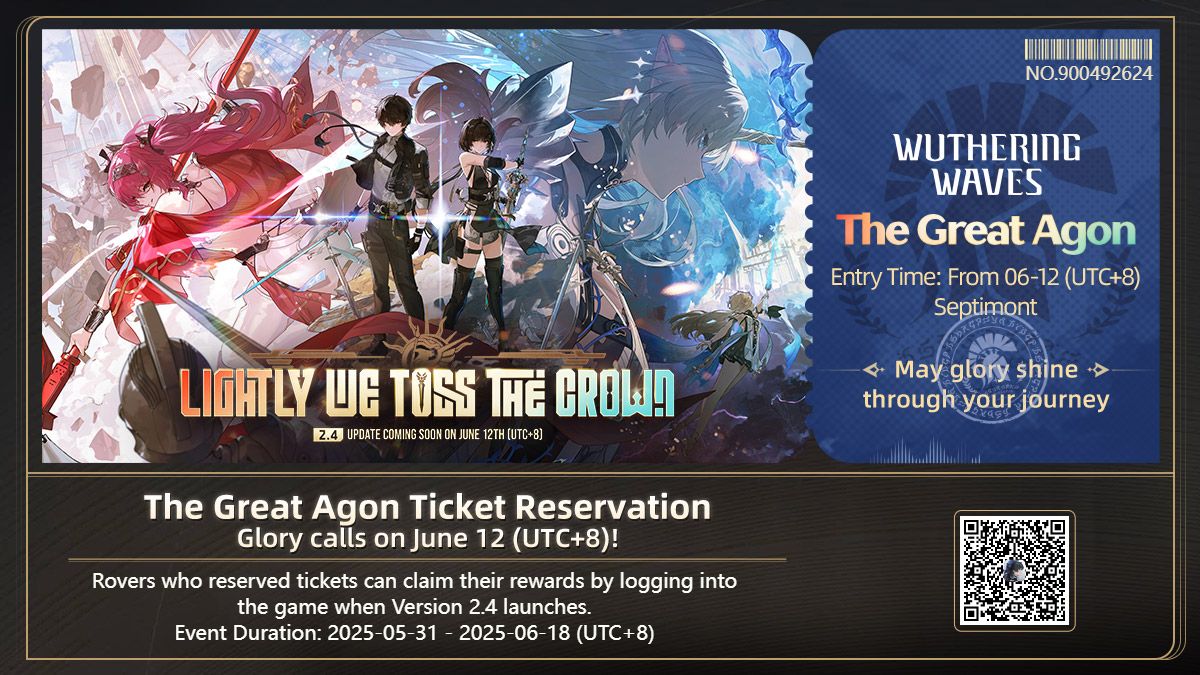 NO.900492624
WUTHERING
WAVES
The Great Agon
Entry Time: From 06-12 (UTC+8)
Septimont
May glory shine
through your journey
LIGHTLY WE TOSS THE CROWN
2.4 UPDATE COMING SOON ON JUNE 12TH (UTC+8)
The Great Agon Ticket Reservation
Glory calls on June 12 (UTC+8)!
Rovers who reserved tickets can claim their rewards by logging into
the game when Version 2.4 launches.
Event Duration: 2025-05-31 - 2025-06-18 (UTC+8)